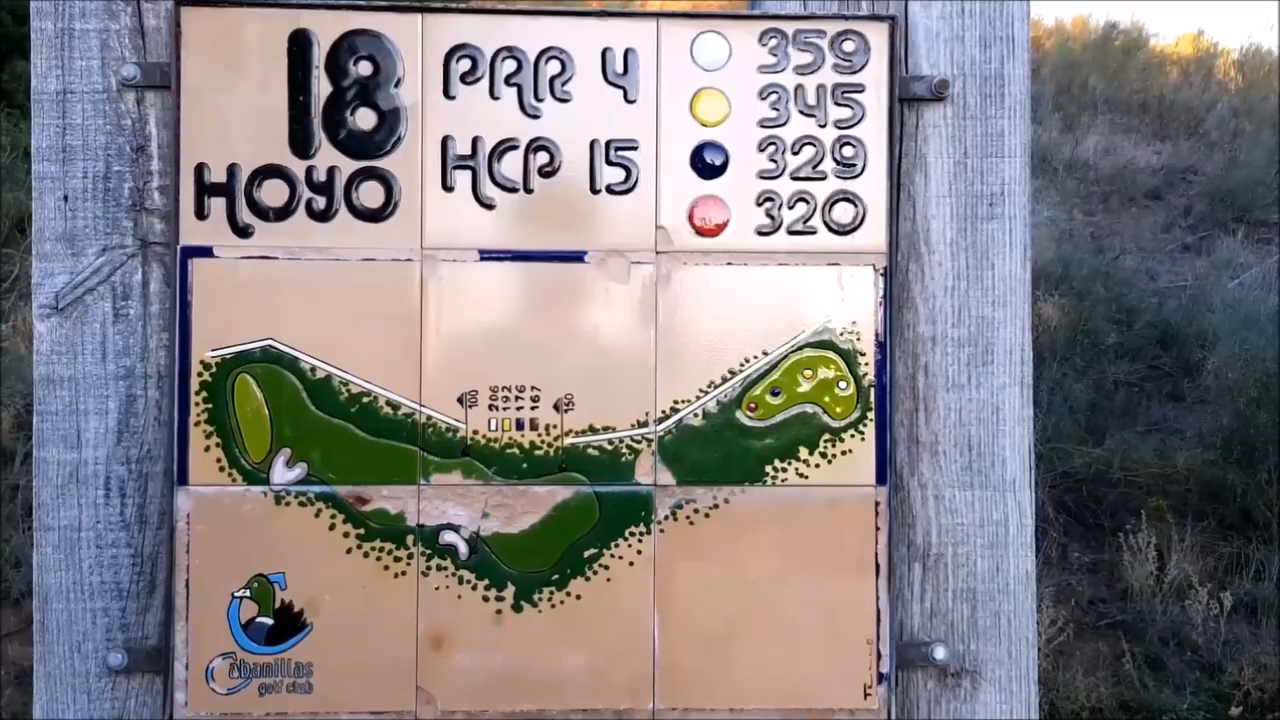 18
HOYO
PAR 4
HCP 15
359
345
329
320
100
206
192
176
167
150
Cabanillas
golf club